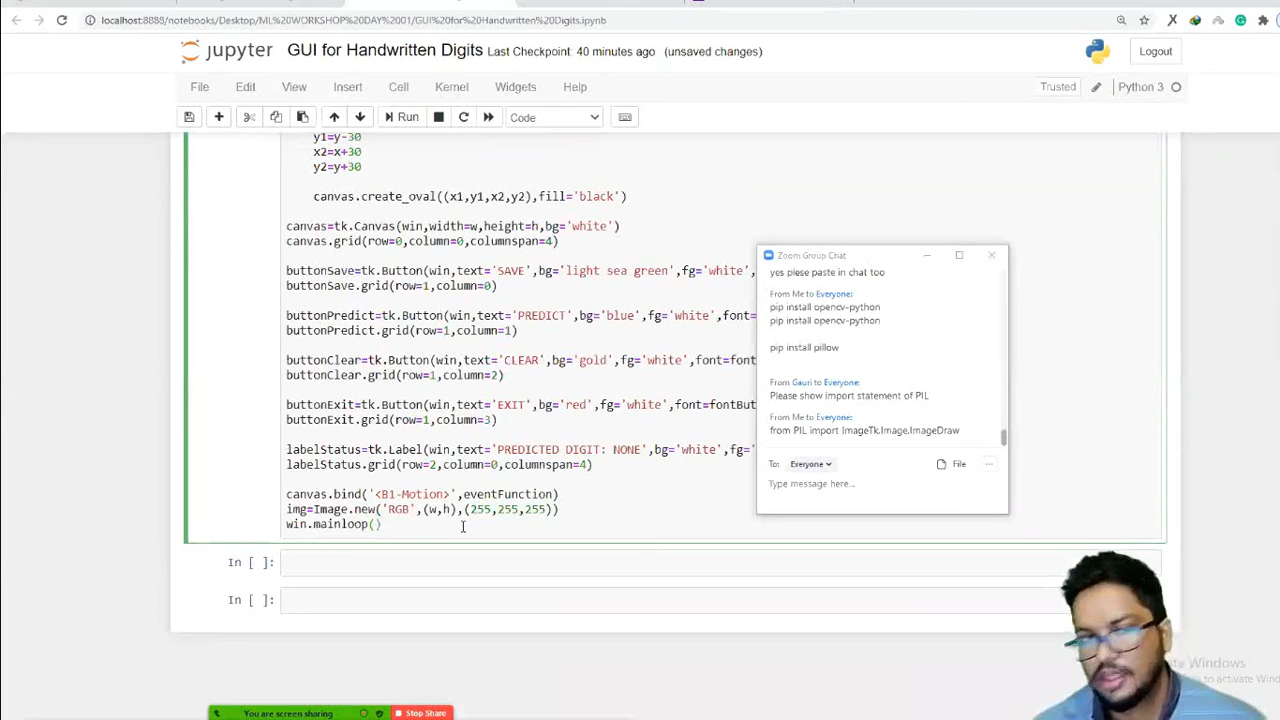 localhost:8888/notebooks/Desktop/ML%20WORKSHOP%20DAY%2001/GUI%20for%20Handwritten%20Digits.ipynb
jupyter GUI for Handwritten Digits Last Checkpoint: 40 minutes ago (unsaved changes) Logout
File Edit View Insert Cell Kernel Widgets Help Trusted Python 3
Run Code
y1=y-30
x2=x+30
y2=y+30
canvas.create_oval((x1,y1,x2,y2),fill='black')
canvas=tk.Canvas(win,width=w,height=h,bg='white')
canvas.grid(row=0,column=0,columnspan=4)
buttonSave=tk.Button(win,text='SAVE',bg='light sea green',fg='white',
buttonSave.grid(row=1,column=0)
buttonPredict=tk.Button(win,text='PREDICT',bg='blue',fg='white',font=
buttonPredict.grid(row=1,column=1)
buttonClear=tk.Button(win,text='CLEAR',bg='gold',fg='white',font=font
buttonClear.grid(row=1,column=2)
buttonExit=tk.Button(win,text='EXIT',bg='red',fg='white',font=fontBut
buttonExit.grid(row=1,column=3)
labelStatus=tk.Label(win,text='PREDICTED DIGIT: NONE',bg='white',fg=
labelStatus.grid(row=2,column=0,columnspan=4)
canvas.bind('<B1-Motion>',eventFunction)
img=Image.new('RGB',(w,h),(255,255,255))
win.mainloop()
In [ ]:
In [ ]:
Zoom Group Chat
yes plese paste in chat too
From Me to Everyone:
pip install opencv-python
pip install opencv-python
pip install pillow
From Gauri to Everyone:
Please show import statement of PIL
From Me to Everyone:
from PIL import ImageTk.Image.ImageDraw
To: Everyone File ...
Type message here...
Windows
to activate Wind
You are screen sharing Stop Share